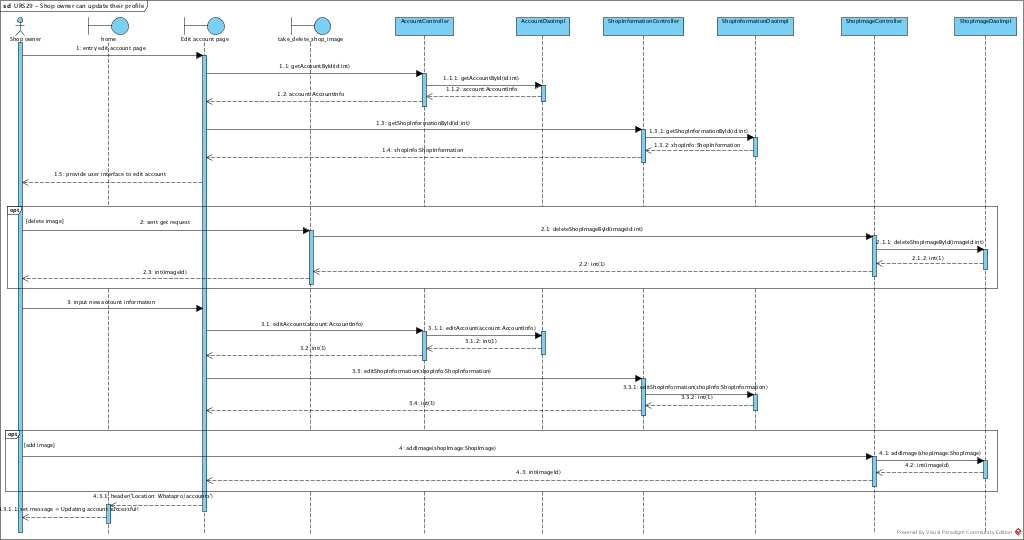 sd URS29 - Shop owner can update their profile
Shop owner
home
Edit account page
take_delete_shop_image
AccountController
AccountDaoImpl
ShopInformationController
ShopInformationDaoImpl
ShopImageController
ShopImageDaoImpl
1: entry edit account page
1.1: getAccountById(id:int)
1.1.1: getAccountById(id:int)
1.1.2: account:AccountInfo
1.2: account:AccountInfo
1.3: getShopInformationById(id:int)
1.3.1: getShopInformationById(id:int)
1.3.2: shopInfo:ShopInformation
1.4: shopInfo:ShopInformation
1.5: provide user interface to edit account
opt
[delete image]
2: sent get request
2.1: deleteShopImageById(imageId:int)
2.1.1: deleteShopImageById(imageId:int)
2.1.2: int(1)
2.2: int(1)
2.3: int(imageId)
3: input new account information
3.1: editAccount(account:AccountInfo)
3.1.1: editAccount(account:AccountInfo)
3.1.2: int(1)
3.2: int(1)
3.3: editShopInformation(shopInfo:ShopInformation)
3.3.1: editShopInformation(shopInfo:ShopInformation)
3.3.2: int(1)
3.4: int(1)
opt
[add image]
4: addImage(shopImage:ShopImage)
4.1: addImage(shopImage:ShopImage)
4.2: int(imageId)
4.3: int(imageId)
4.3.1: header("Location: Whatapro/accounts")
.3.1.1: set message = Updating account successful!
Powered By Visual Paradigm Community Edition